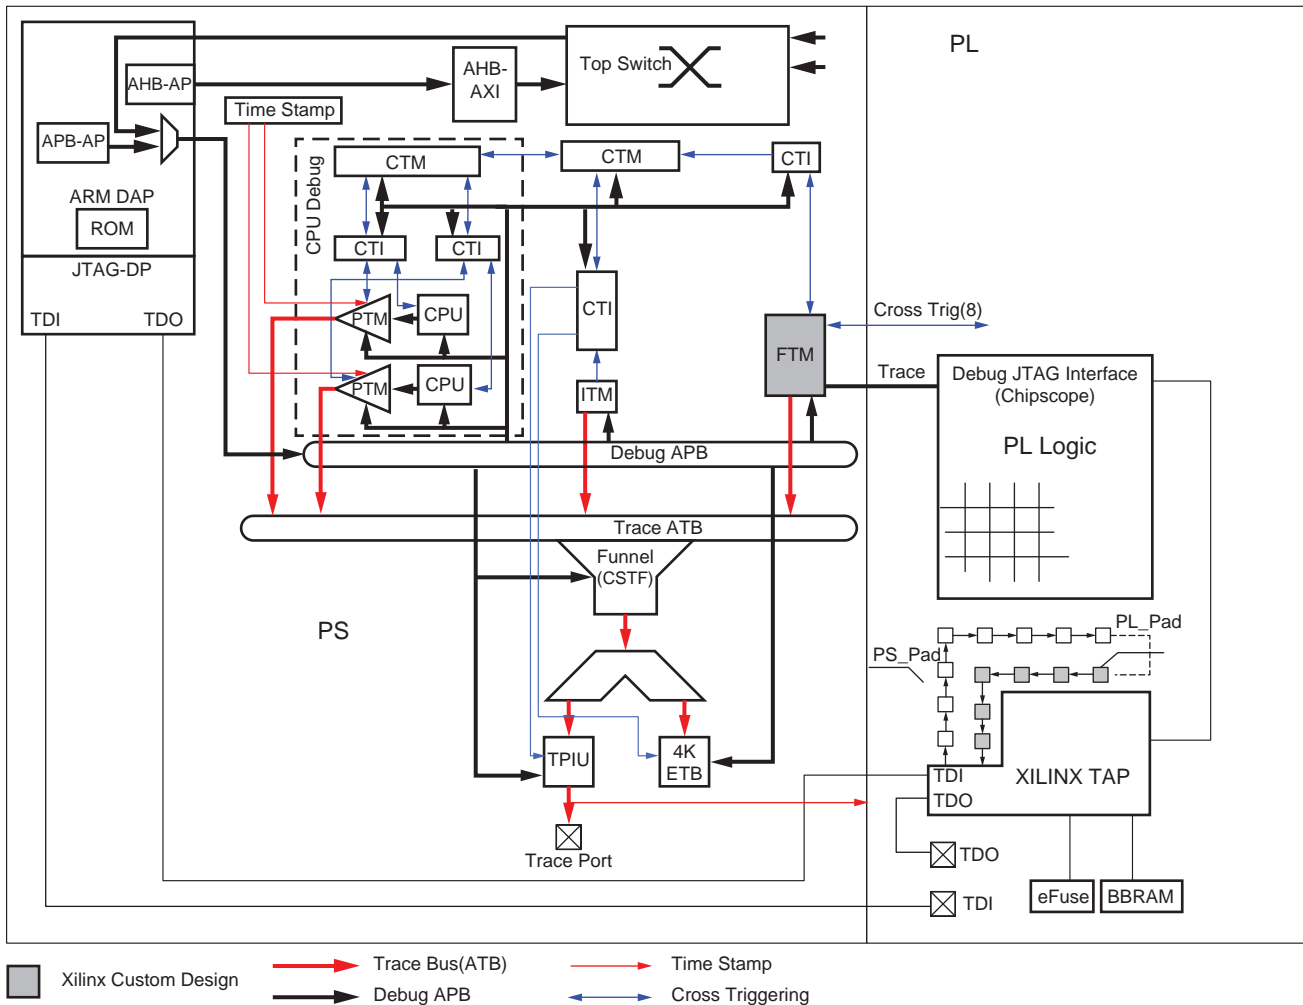 PL
Top Switch
AHB-
AXI
AHB-AP
Time Stamp
APB-AP
ARM DAP
ROM
JTAG-DP
TDI
TDO
CPU Debug
CTM
CTM
CTI
CTI
CTI
CTI
PTM
CPU
PTM
CPU
ITM
FTM
Cross Trig(8)
Trace
Debug JTAG Interface
(Chipscope)
PL Logic
Debug APB
Trace ATB
Funnel
(CSTF)
PS
PL_Pad
PS_Pad
TPIU
4K
ETB
TDI
TDO
XILINX TAP
Trace Port
TDO
TDI
eFuse
BBRAM
Xilinx Custom Design
Trace Bus(ATB)
Debug APB
Time Stamp
Cross Triggering